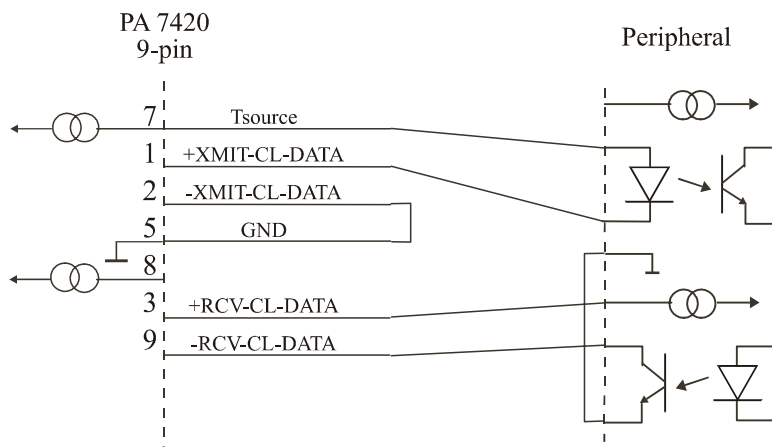 PA 7420
9-pin
Peripheral
7 Tsource
1 +XMIT-CL-DATA
2 -XMIT-CL-DATA
5 GND
8
3 +RCV-CL-DATA
9 -RCV-CL-DATA